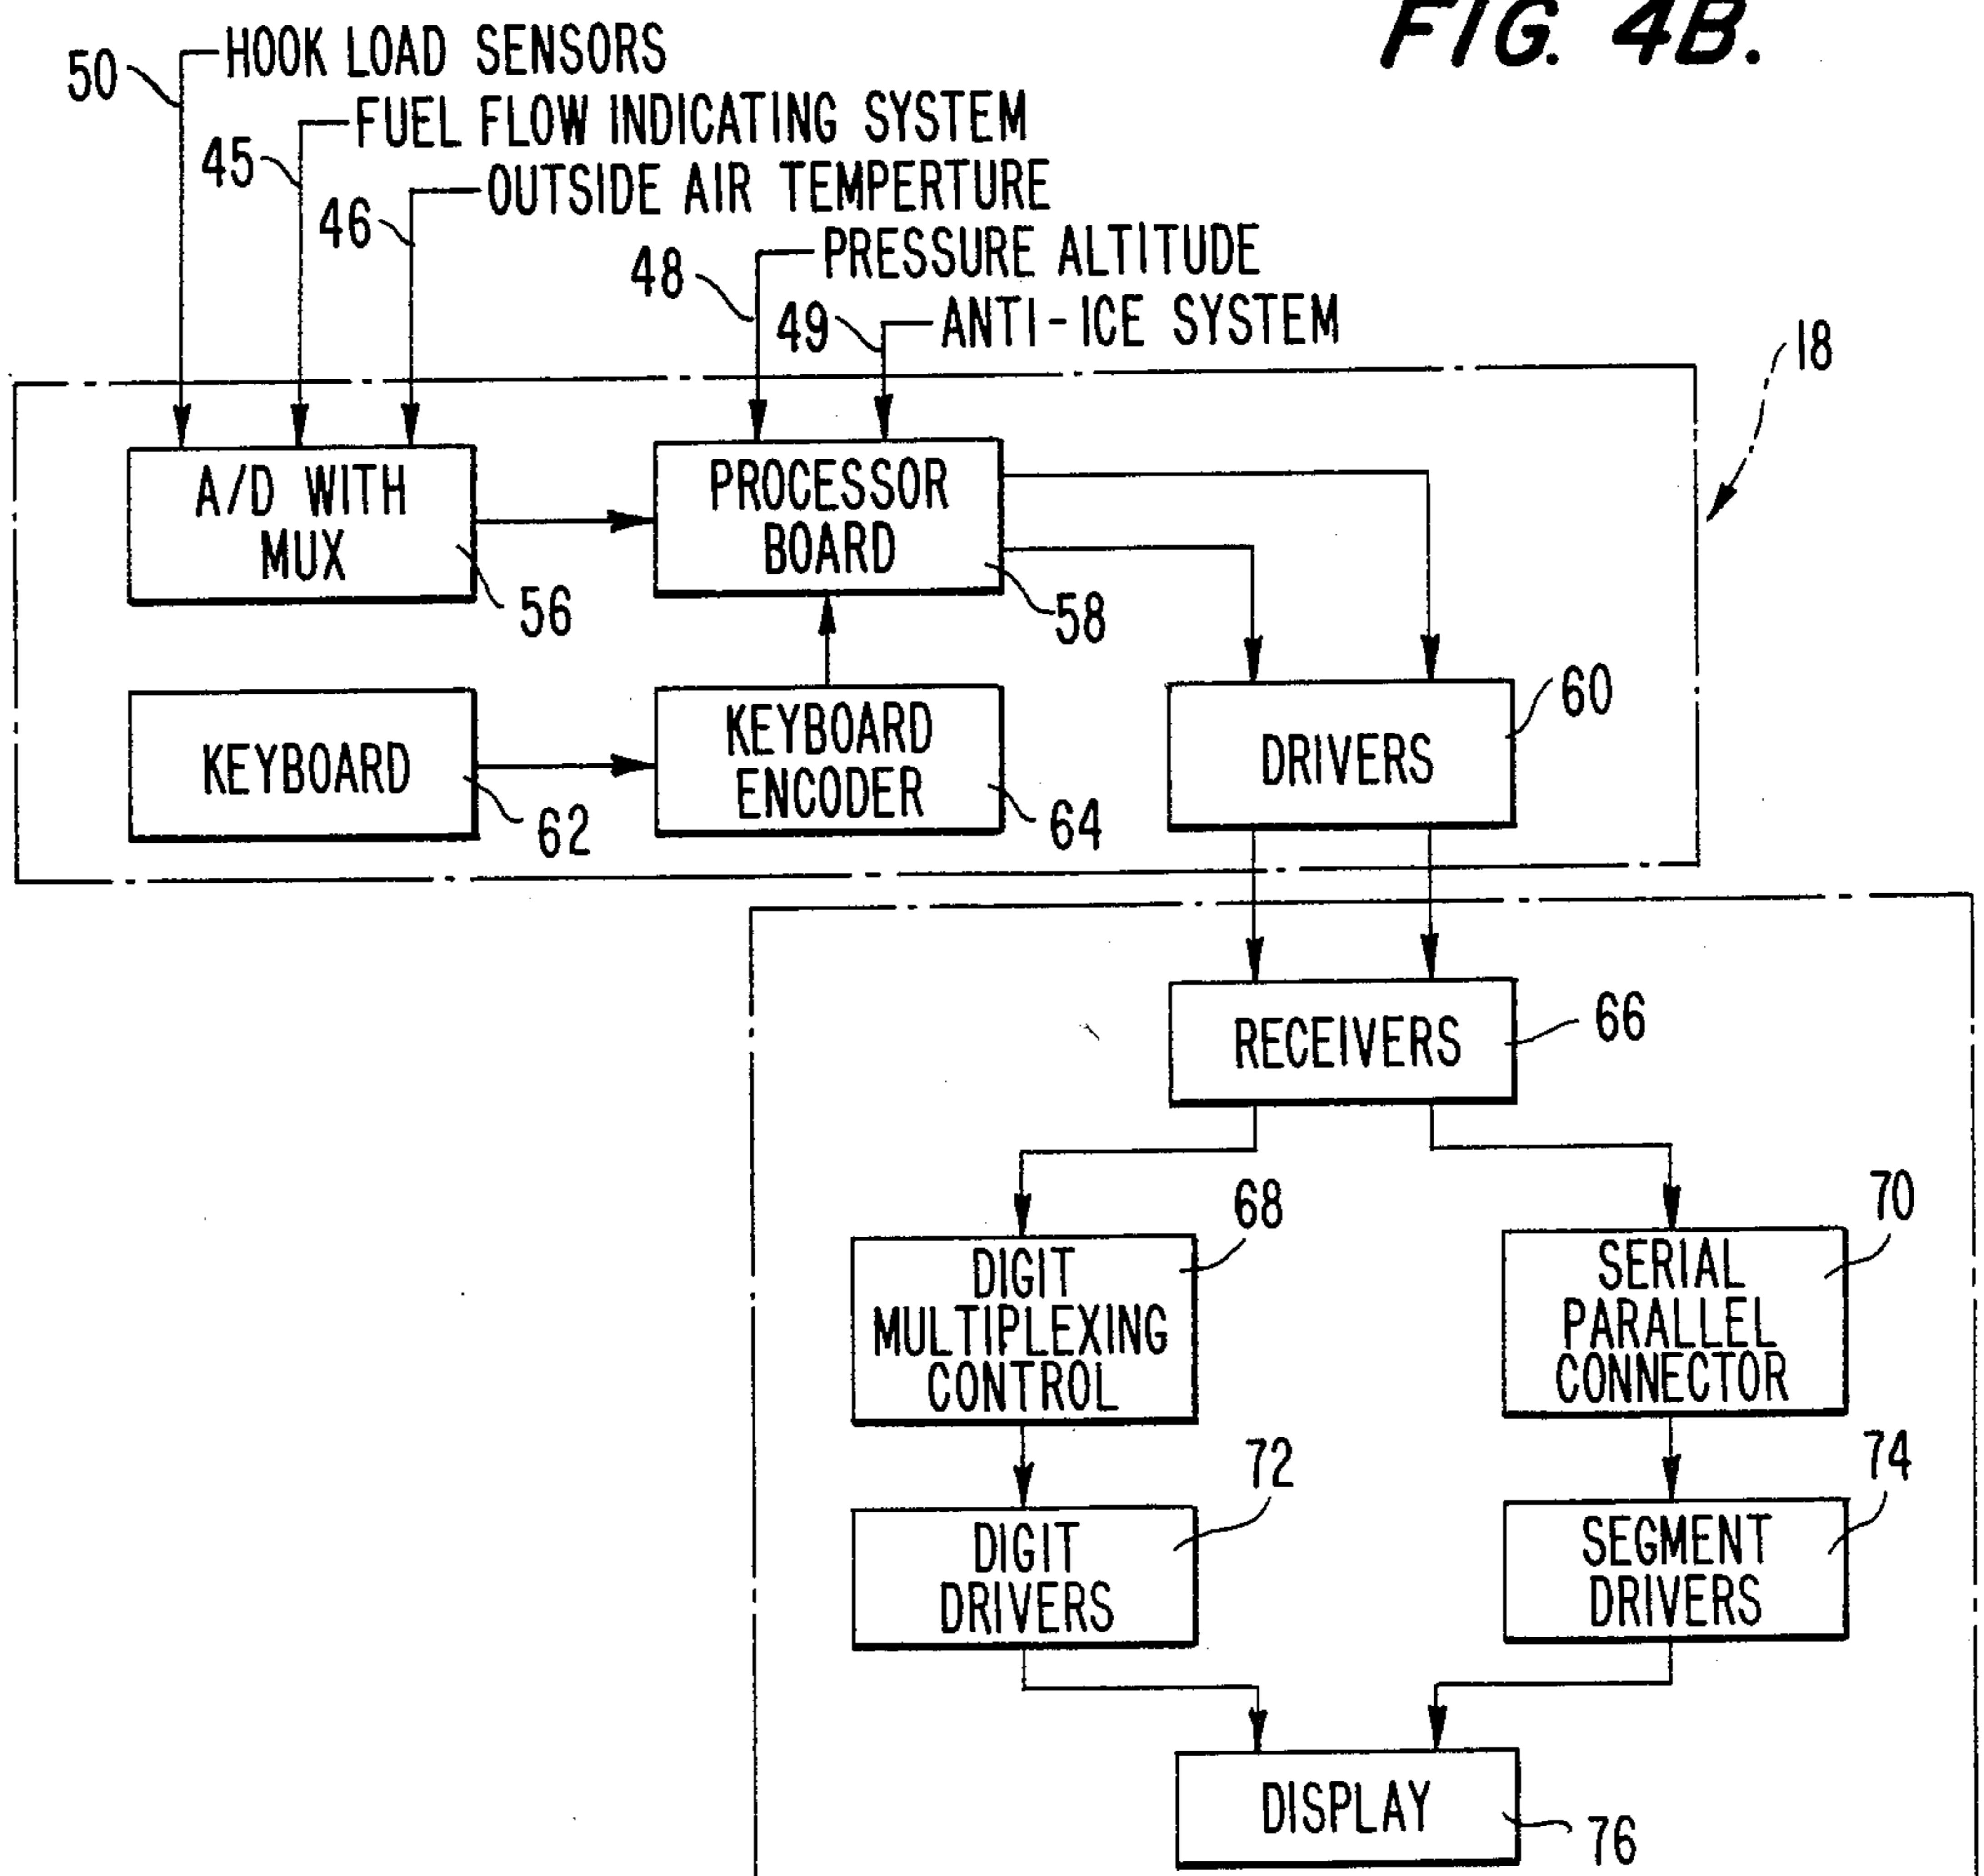 FIG. 4B.
50
HOOK LOAD SENSORS
45
FUEL FLOW INDICATING SYSTEM
46
OUTSIDE AIR TEMPERTURE
48
PRESSURE ALTITUDE
49
ANTI-ICE SYSTEM
18
A/D WITH
MUX
56
PROCESSOR
BOARD
58
KEYBOARD
62
KEYBOARD
ENCODER
64
DRIVERS
60
RECEIVERS
66
DIGIT
MULTIPLEXING
CONTROL
68
SERIAL
PARALLEL
CONNECTOR
70
DIGIT
DRIVERS
72
SEGMENT
DRIVERS
74
DISPLAY
76